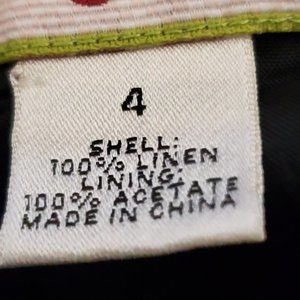 4
SHELL:
100% LINEN
LINING:
100% ACETATE
MADE IN CHINA